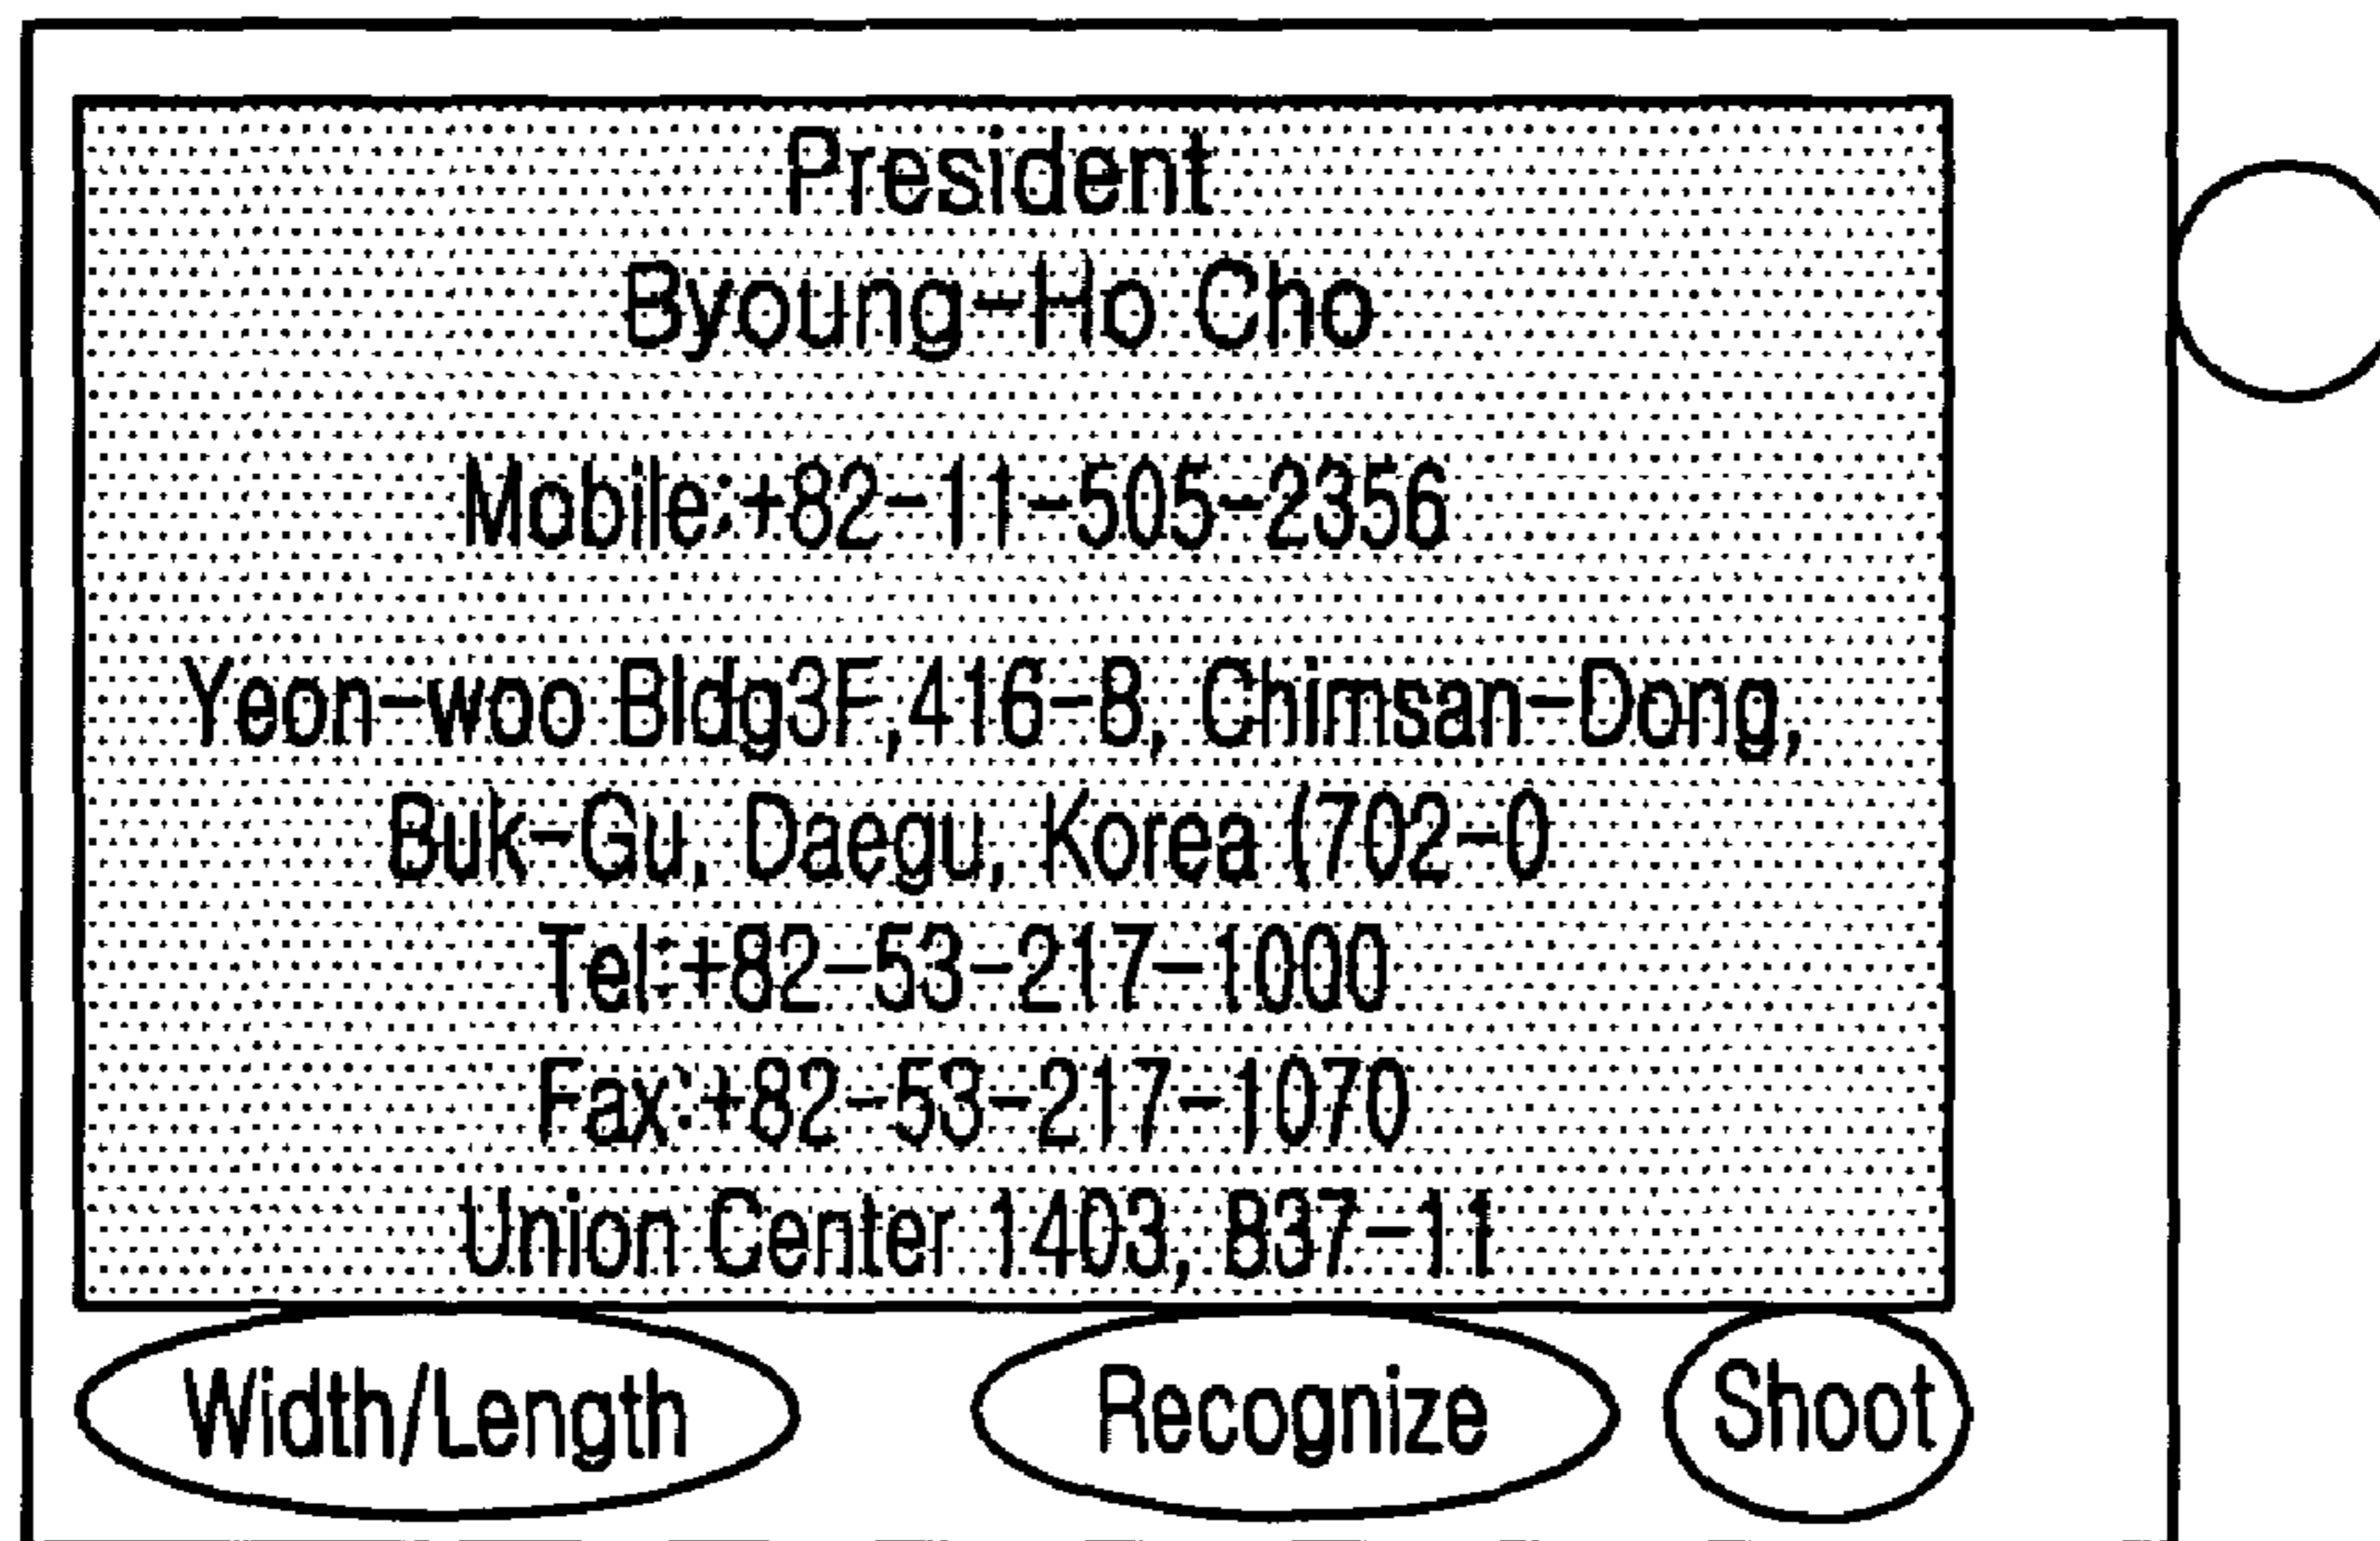 President
Byoung-Ho Cho
Mobile:+82-11-505-2356
Yeon-woo Bldg3F,416-8, Chimsan-Dong,
Buk-Gu, Daegu, Korea (702-0
Tel:+82-53-217-1000
Fax:+82-53-217-1070
Union Center 1403, 837-11
Width/Length Recognize Shoot